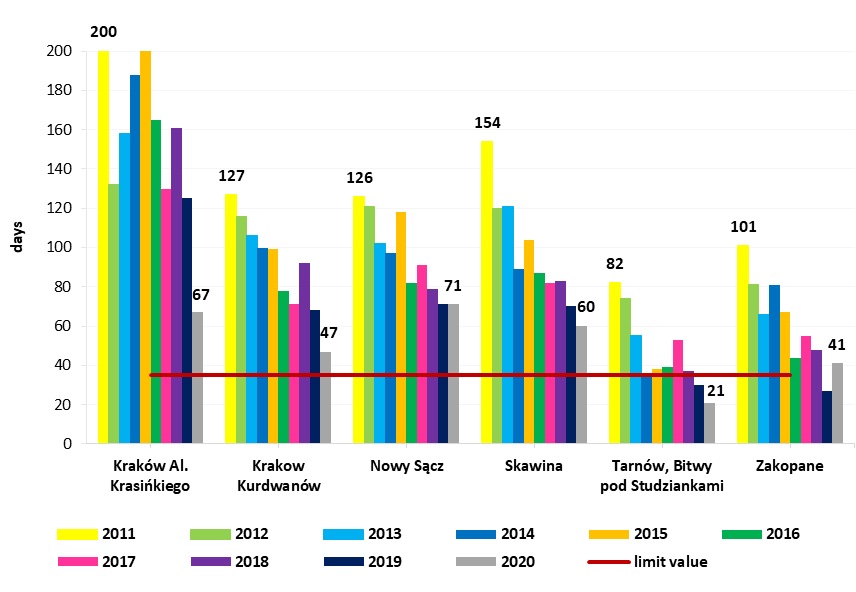 200
200
180
160
140
120
100
80
60
40
20
0
days
67
127
47
126
71
154
60
82
21
101
41
Kraków Al.
Krasińkiego
Krakow
Kurdwanów
Nowy Sącz
Skawina
Tarnów, Bitwy
pod Studziankami
Zakopane
2011 2012 2013 2014 2015 2016
2017 2018 2019 2020 limit value